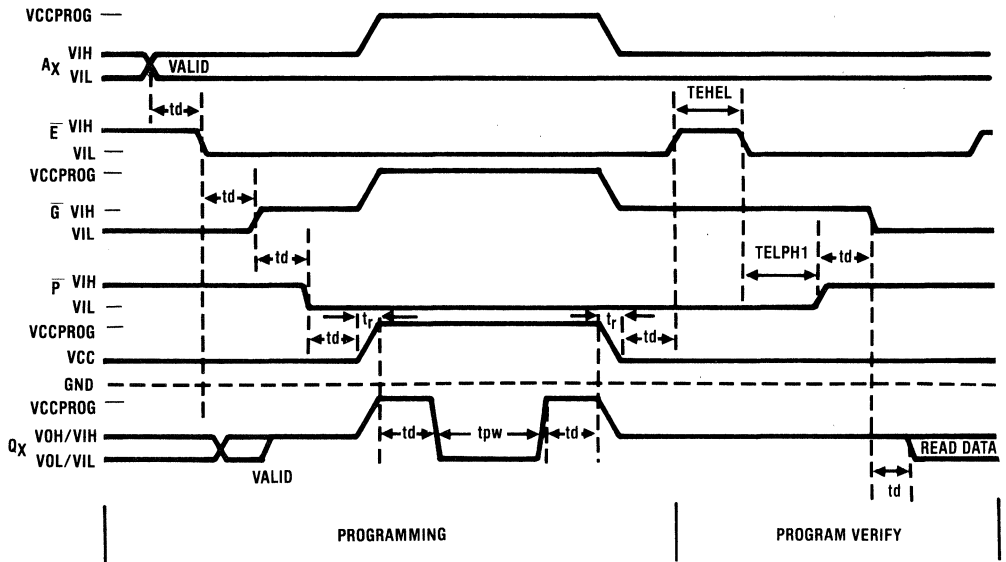 VCCPROG
VIH
AX
VALID
VIL
td
TEHEL
E VIH
VIL
VCCPROG
td
G VIH
VIL
td
TELPH1
td
P VIH
VIL
tr
tr
VCCPROG
td
td
VCC
GND
VCCPROG
td
tpw
td
QX
VOH/VIH
VOL/VIL
READ DATA
VALID
td
PROGRAMMING
PROGRAM VERIFY